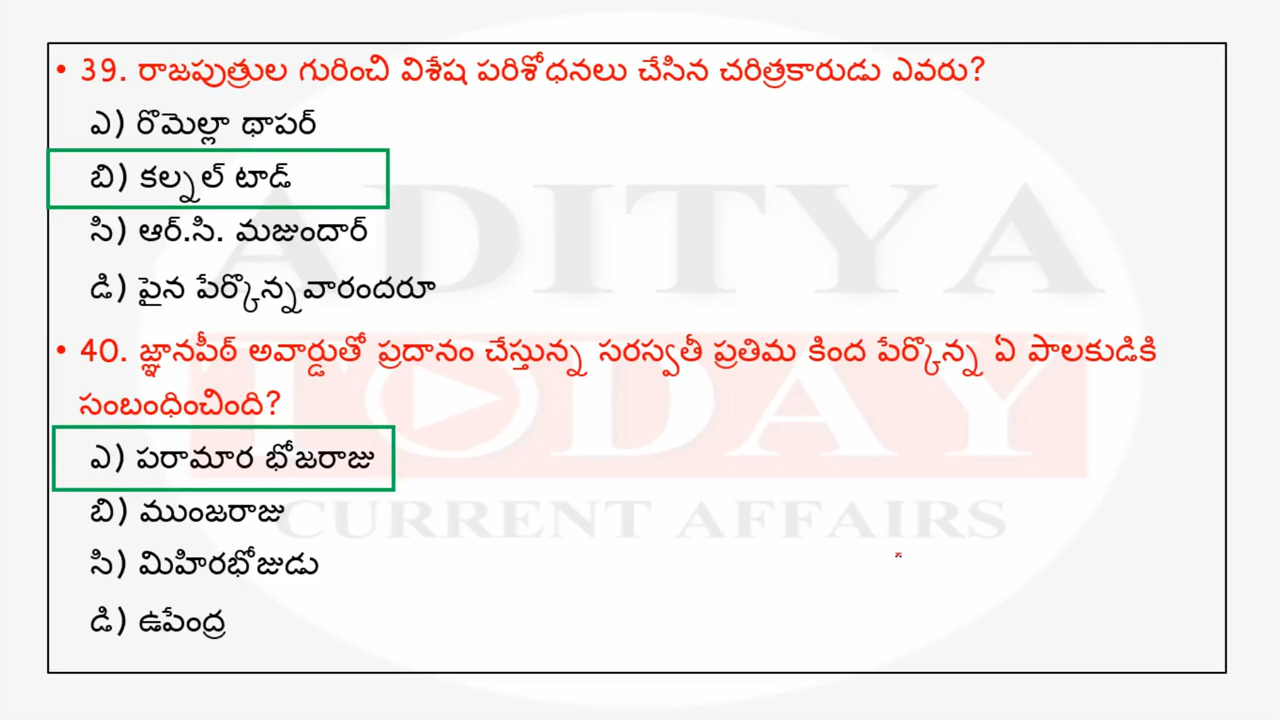 • 39. రాజపుత్రుల గురించి విశేష పరిశోధనలు చేసిన చరిత్రకారుడు ఎవరు?
ఎ) రొమెల్లా థాపర్
బి) కల్నల్ టాడ్
సి) ఆర్.సి. మజుందార్
డి) పైన పేర్కొన్నవారందరూ
• 40. జ్ఞానపీఠ్ అవార్డుతో ప్రదానం చేస్తున్న సరస్వతీ ప్రతిమ కింద పేర్కొన్న ఏ పాలకుడికి
సంబంధించింది?
ఎ) పరామార భోజరాజు
బి) ముంజరాజు
సి) మిహిరభోజుడు
డి) ఉపేంద్ర
ADITYA
TODAY
CURRENT AFFAIRS